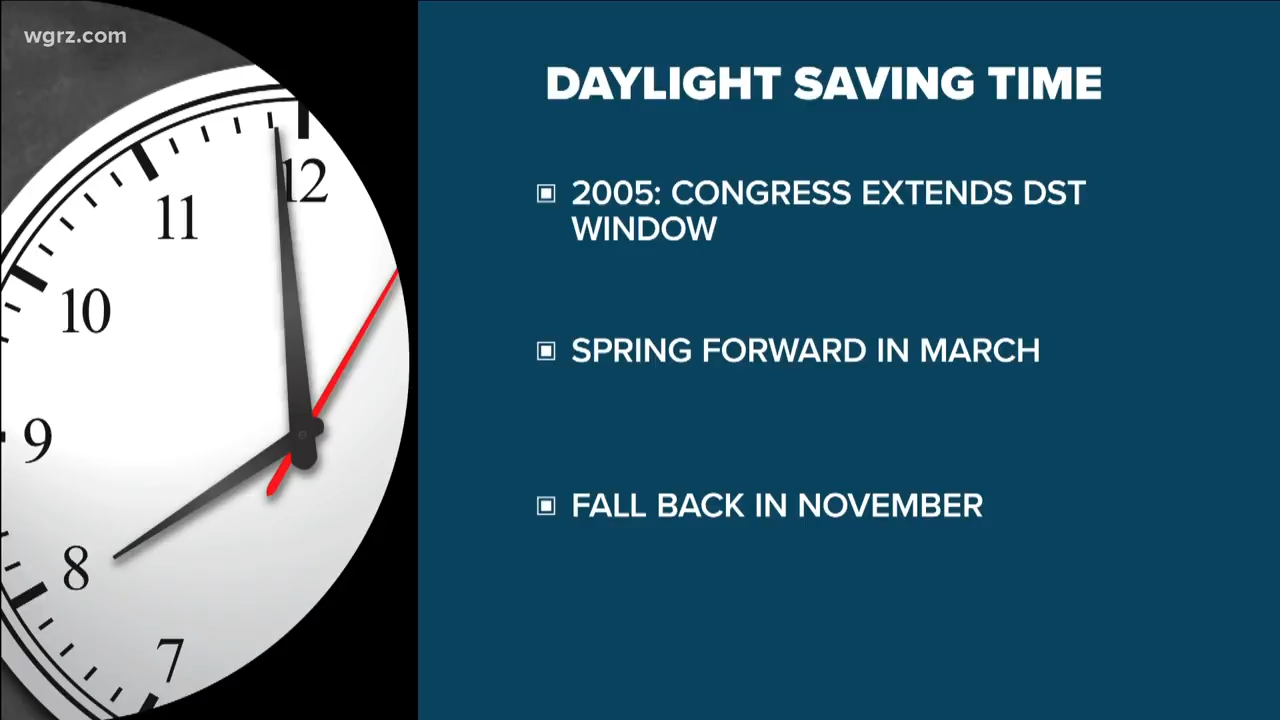 wgrz.com
DAYLIGHT SAVING TIME
2005: CONGRESS EXTENDS DST
WINDOW
SPRING FORWARD IN MARCH
FALL BACK IN NOVEMBER
12
11
10
9
8
7